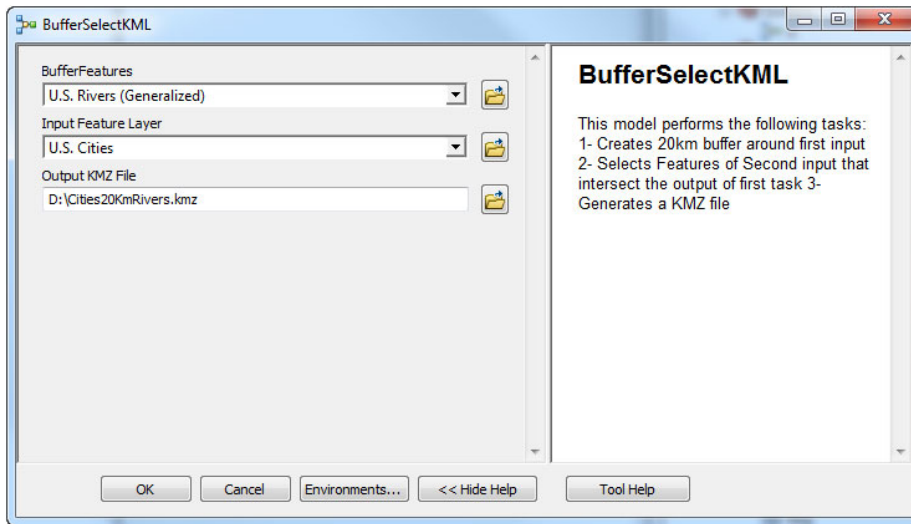 BufferSelectKML
BufferFeatures
U.S. Rivers (Generalized)
Input Feature Layer
U.S. Cities
Output KMZ File
D:\Cities20KmRivers.kmz
BufferSelectKML
This model performs the following tasks:
1- Creates 20km buffer around first input
2- Selects Features of Second input that
intersect the output of first task 3-
Generates a KMZ file
OK
Cancel
Environments...
<< Hide Help
Tool Help